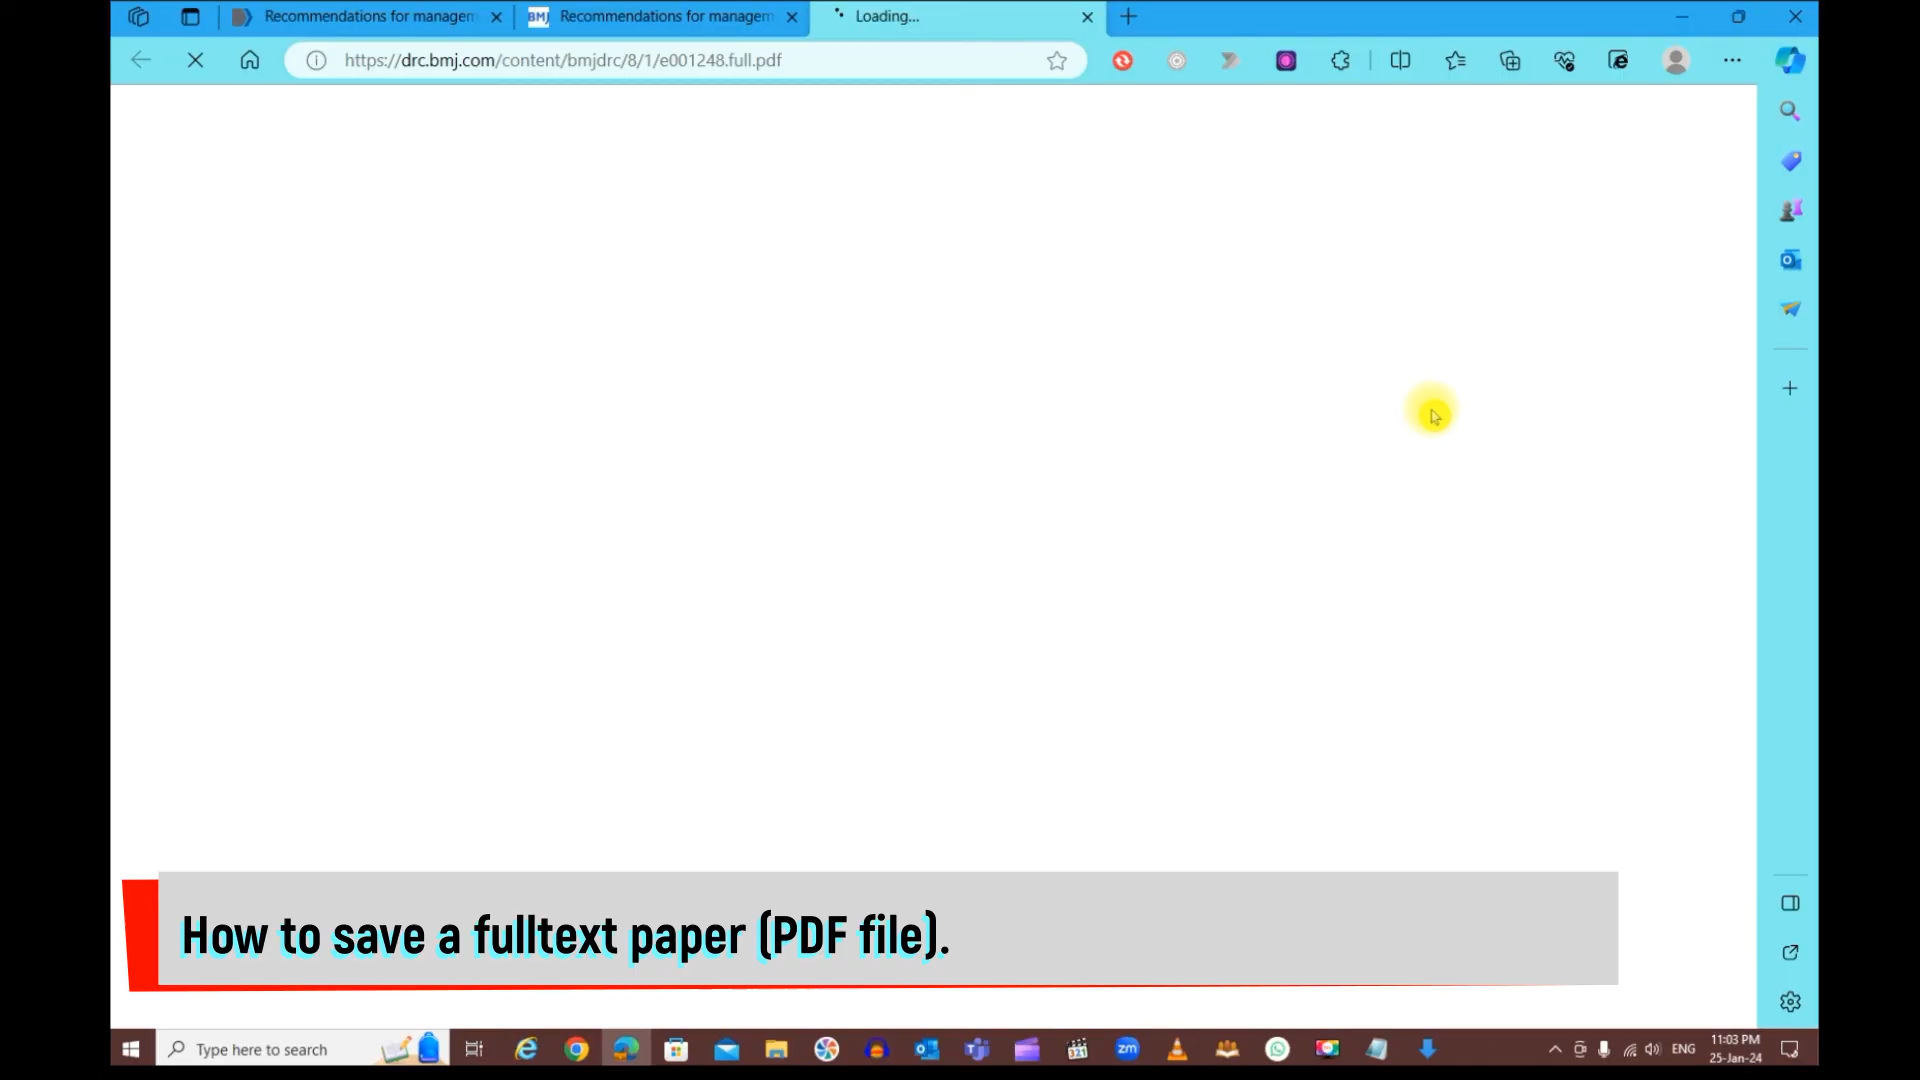 Recommendations for managem
BMJ Recommendations for managem
Loading...
https://drc.bmj.com/content/bmjdrc/8/1/e001248.full.pdf
How to save a fulltext paper (PDF file).
Type here to search
zm
ENG
11:03 PM
25-Jan-24